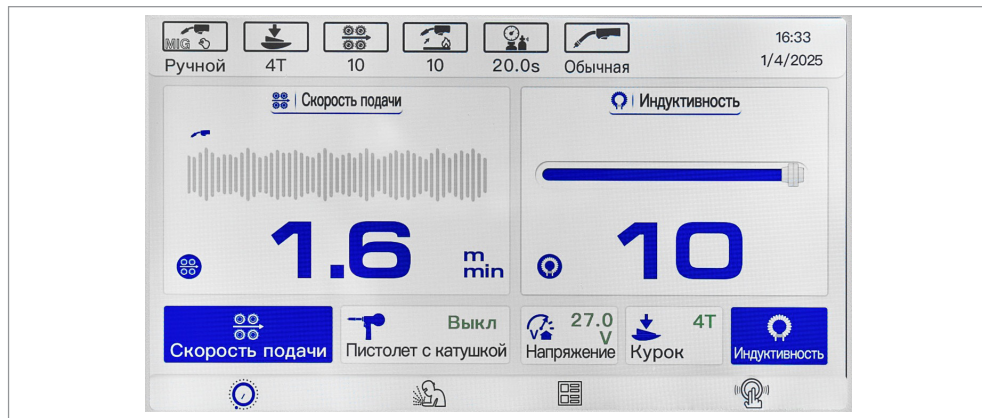 MIG
Ручной 4T 10 10 20.0s Обычная
16:33
1/4/2025
Скорость подачи
Индуктивность
1.6 m min
10
Скорость подачи
Выкл
Пистолет с катушкой
27.0 V
Напряжение
4T
Курок
Индуктивность